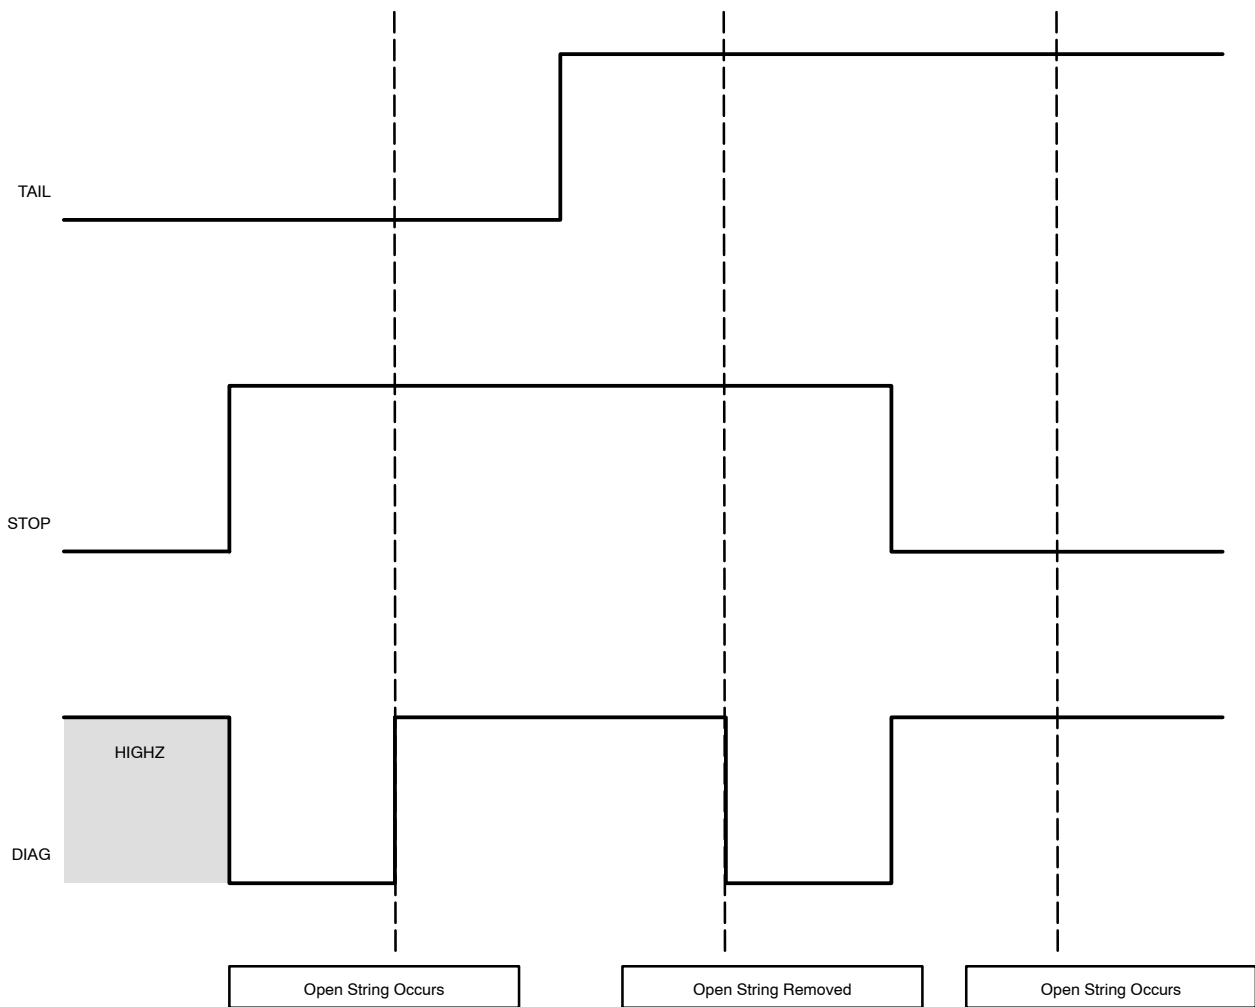 TAIL
STOP
HIGHZ
DIAG
Open String Occurs
Open String Removed
Open String Occurs